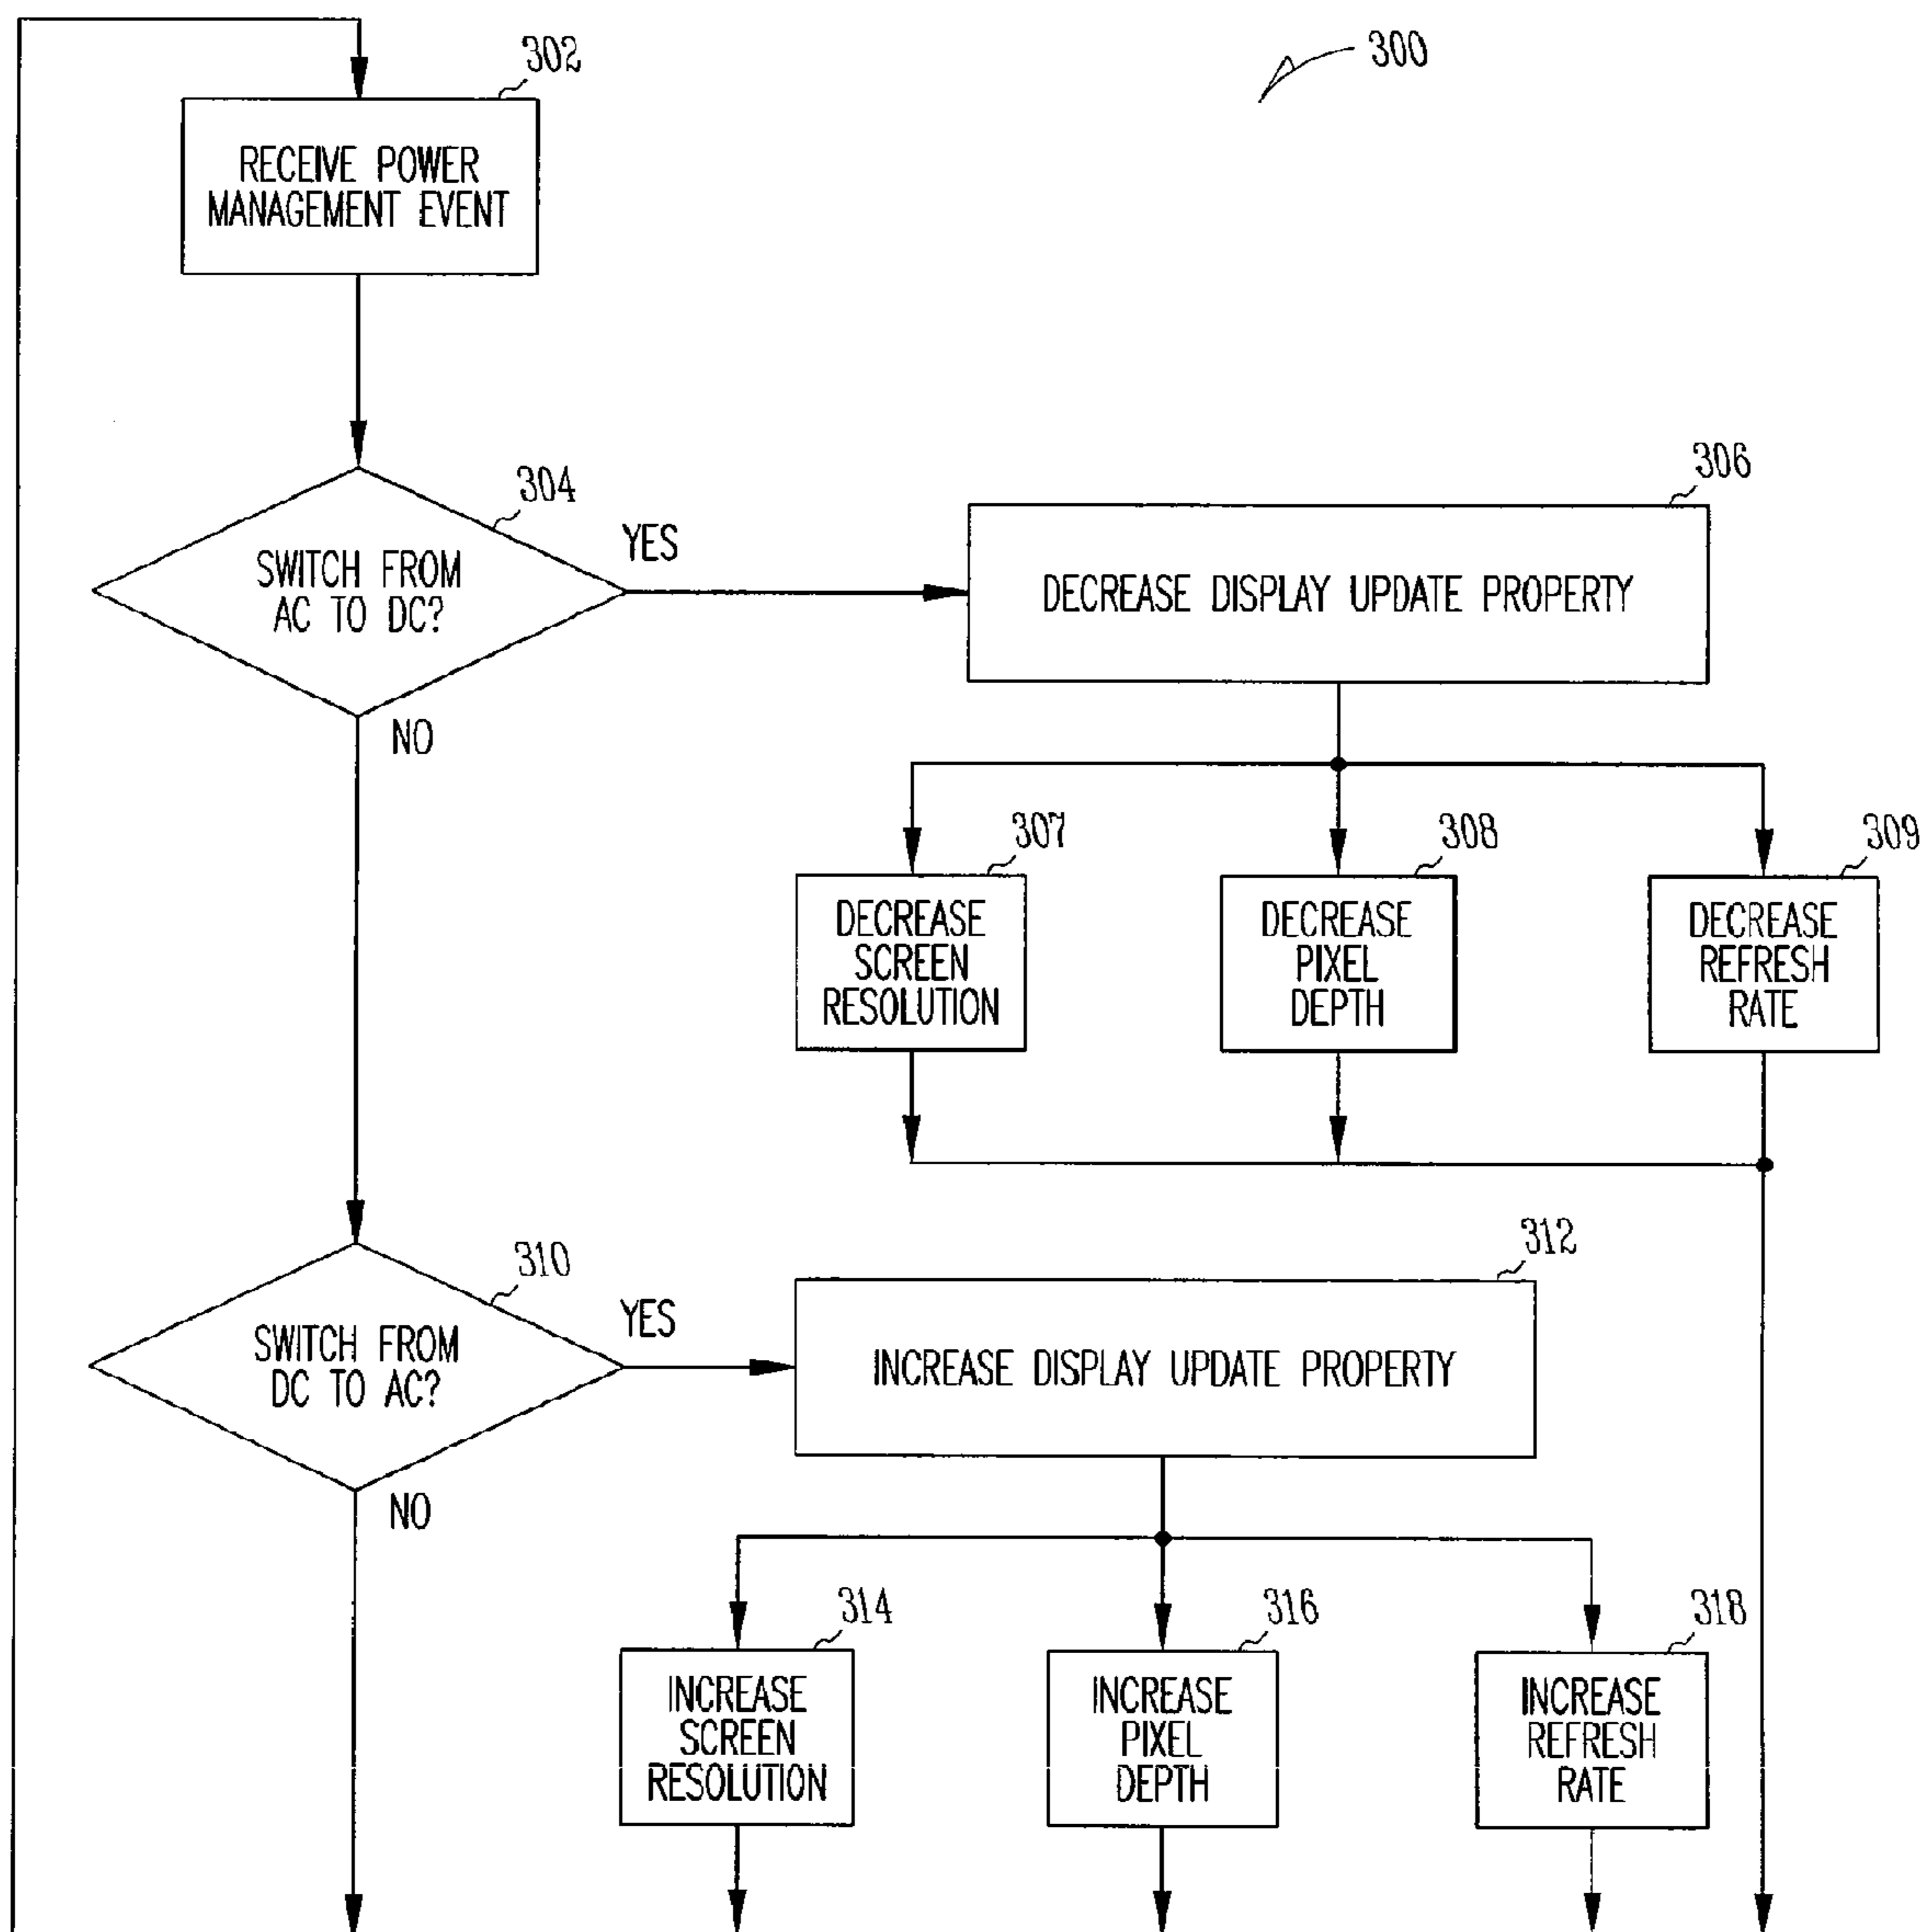 300
302
RECEIVE POWER
MANAGEMENT EVENT
304
SWITCH FROM
AC TO DC?
YES
NO
306
DECREASE DISPLAY UPDATE PROPERTY
307
DECREASE
SCREEN
RESOLUTION
308
DECREASE
PIXEL
DEPTH
309
DECREASE
REFRESH
RATE
310
SWITCH FROM
DC TO AC?
YES
NO
312
INCREASE DISPLAY UPDATE PROPERTY
314
INCREASE
SCREEN
RESOLUTION
316
INCREASE
PIXEL
DEPTH
318
INCREASE
REFRESH
RATE